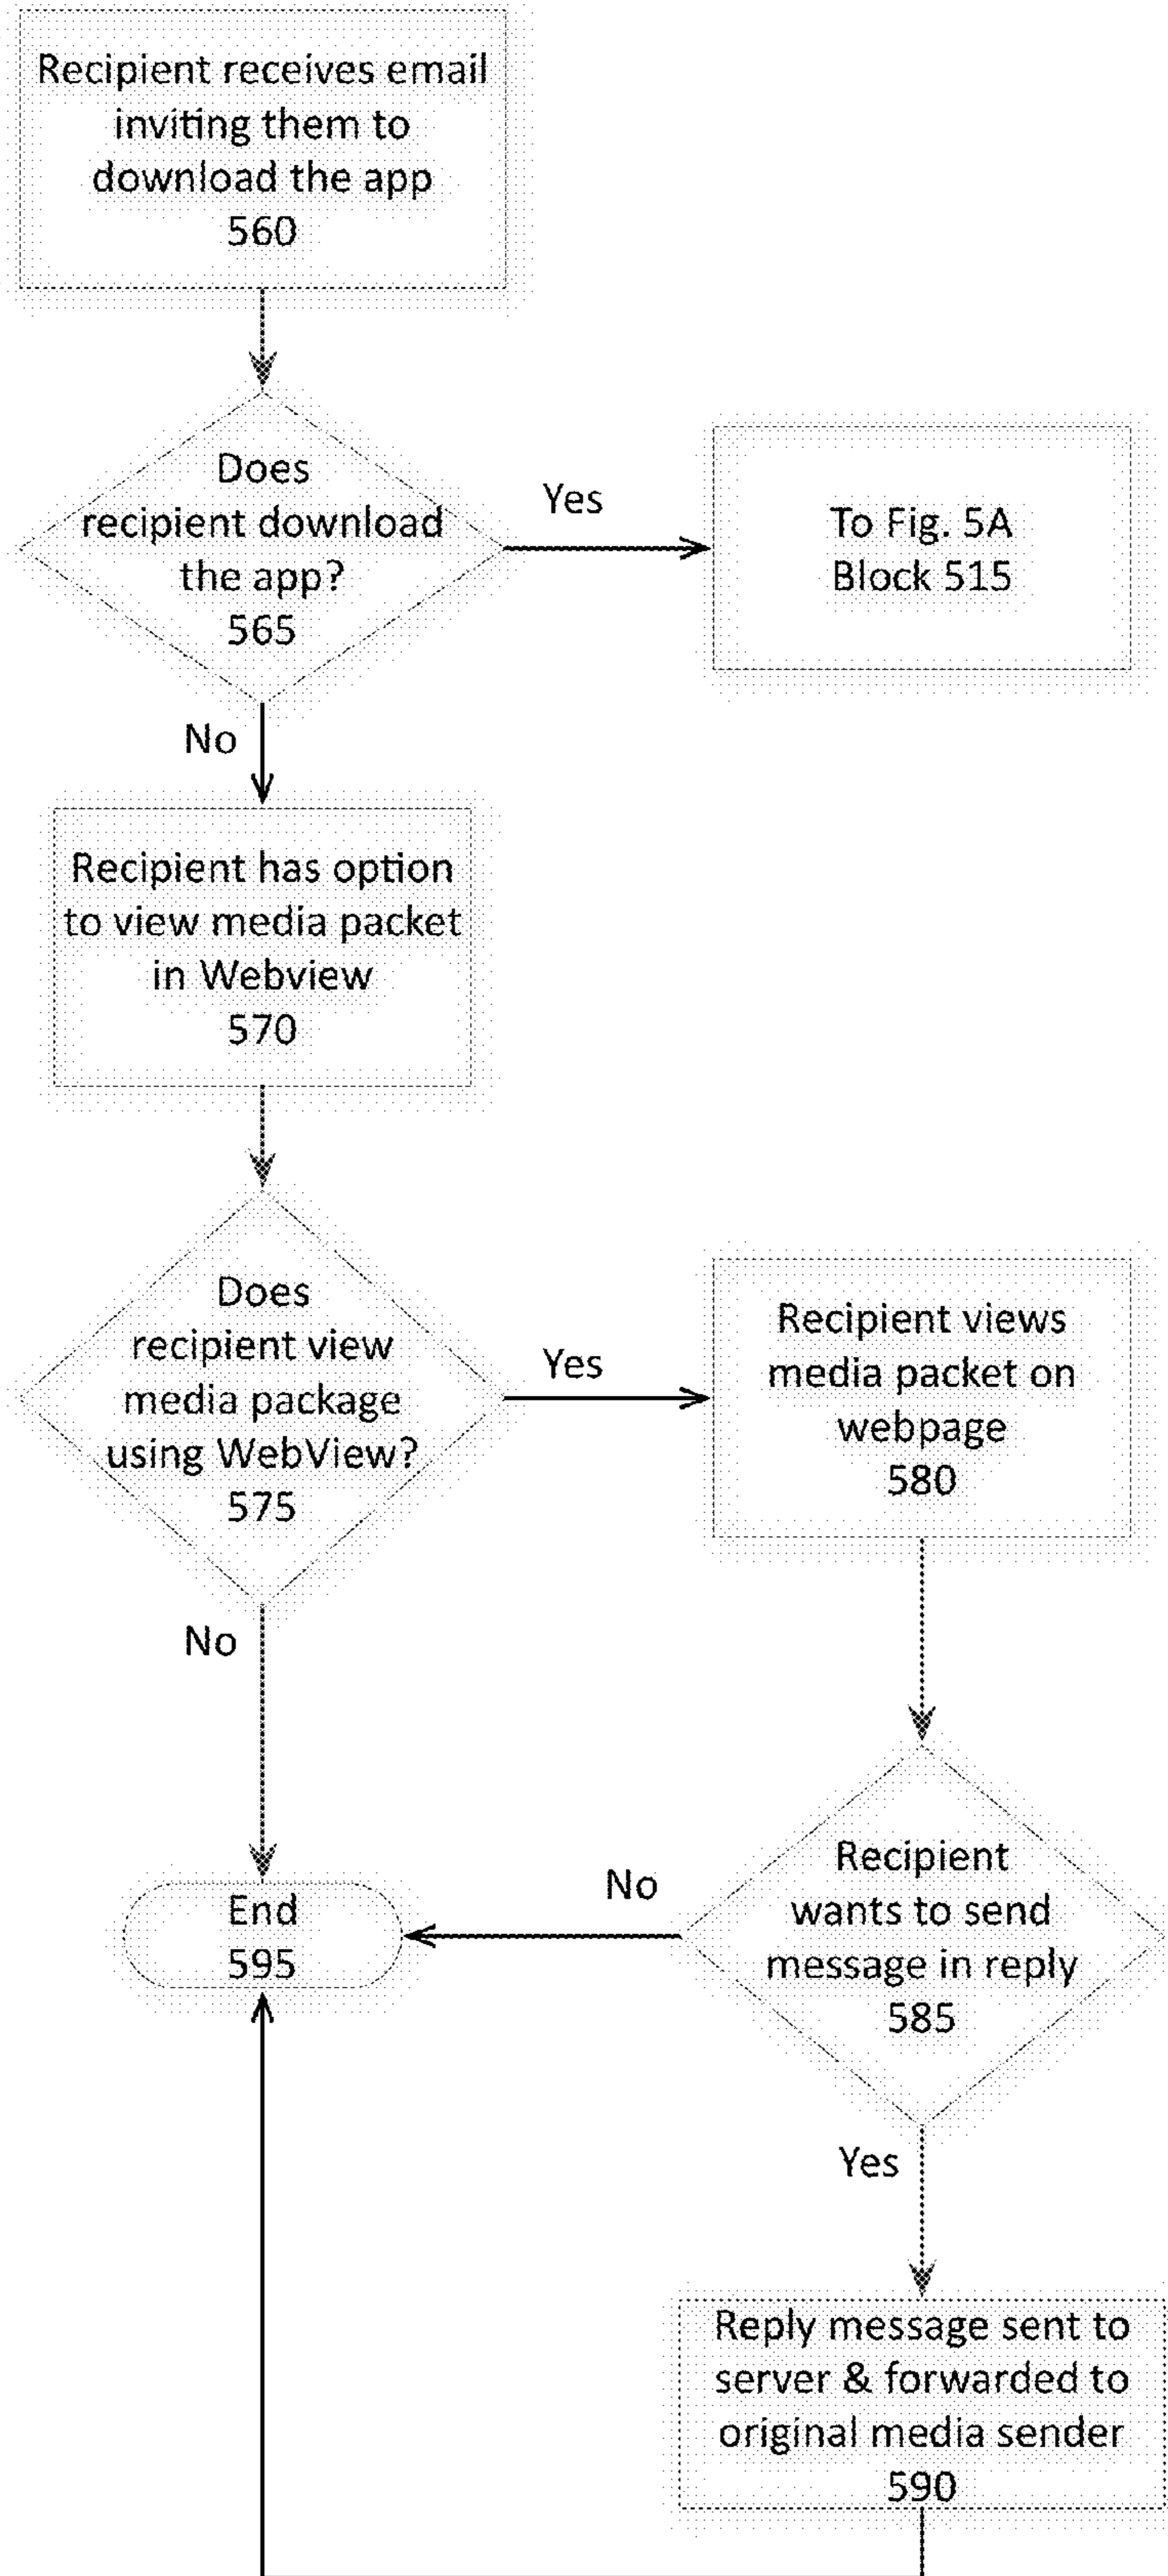 Recipient receives email
inviting them to
download the app
560
Does
recipient download
the app?
565
Yes
To Fig. 5A
Block 515
No
Recipient has option
to view media packet
in Webview
570
Does
recipient view
media package
using WebView?
575
Yes
Recipient views
media packet on
webpage
580
No
End
595
No
Recipient
wants to send
message in reply
585
Yes
Reply message sent to
server & forwarded to
original media sender
590